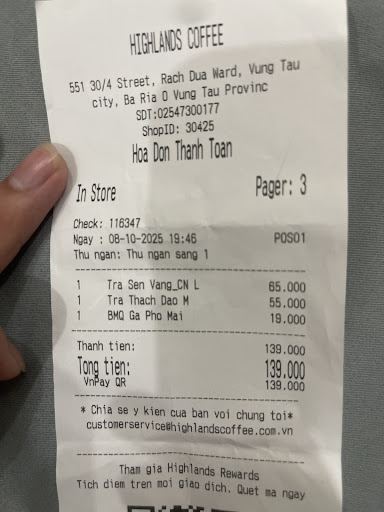 HIGHLANDS COFFEE
551 30/4 Street, Rach Dua Ward, Vung Tau
city, Ba Ria O Vung Tau Provinc
SDT:02547300177
ShopID: 30425
Hoa Don Thanh Toan
In Store Pager: 3
Check: 116347
Ngay : 08-10-2025 19:46 POS01
Thu ngan: Thu ngan sang 1
1 Tra Sen Vang_CN L 65.000
1 Tra Thach Dao M 55.000
1 BMQ Ga Pho Mai 19.000
Thanh tien: 139.000
Tong tien: 139.000
VnPay QR 139.000
* Chia se y kien cua ban voi chung toi*
customerservice@highlandscoffee.com.vn
Tham gia Highlands Rewards
Tich diem tren moi giao dich. Quet ma ngay